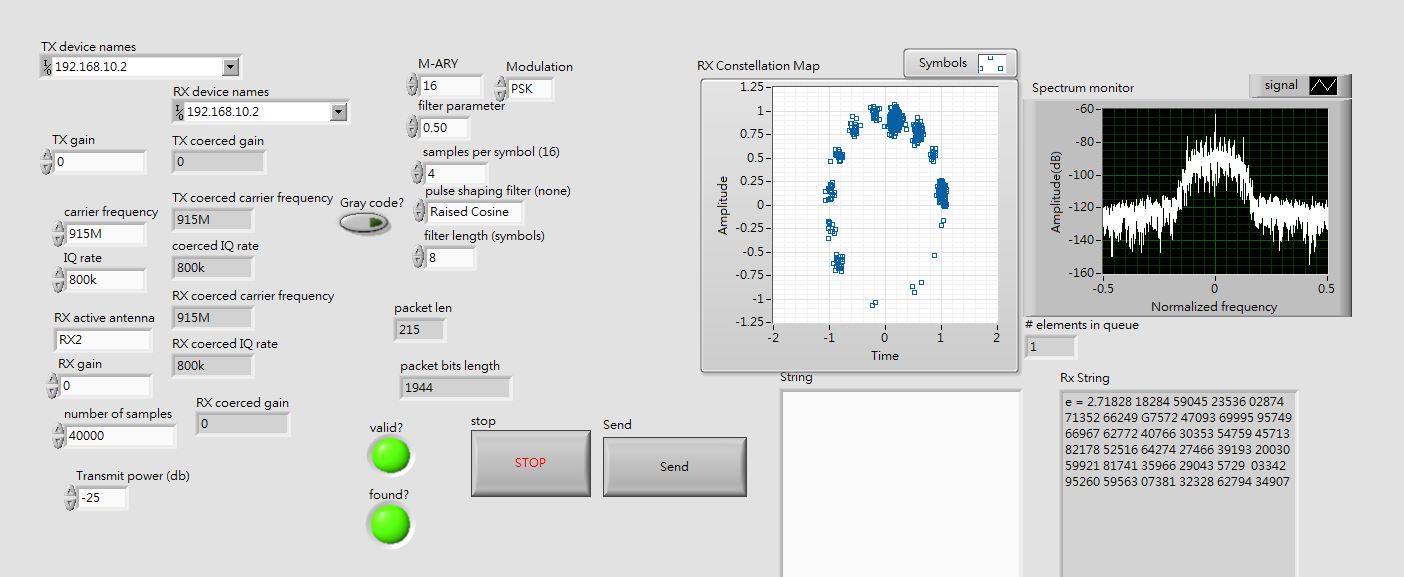 TX device names
192.168.10.2
RX device names
192.168.10.2
TX gain
0
TX coerced gain
0
carrier frequency
915M
TX coerced carrier frequency
915M
IQ rate
800k
coerced IQ rate
800k
RX coerced carrier frequency
915M
RX active antenna
RX2
RX coerced IQ rate
800k
RX gain
0
RX coerced gain
0
number of samples
40000
Transmit power (db)
-25
M-ARY
16
Modulation
PSK
filter parameter
0.50
samples per symbol (16)
4
pulse shaping filter (none)
Raised Cosine
Gray code?
filter length (symbols)
8
packet len
215
packet bits length
1944
valid?
found?
stop
STOP
Send
Send
RX Constellation Map
Symbols
Amplitude
1.25
1
0.75
0.5
0.25
0
-0.25
-0.5
-0.75
-1
-1.25
-2
-1
0
1
2
Time
Spectrum monitor
signal
Amplitude(dB)
-60
-80
-100
-120
-140
-160
-0.5
0
0.5
Normalized frequency
# elements in queue
1
String
Rx String
e = 2.71828 18284 59045 23536 02874
71352 66249 G7572 47093 69995 95749
66967 62772 40766 30353 54759 45713
82178 52516 64274 27466 39193 20030
59921 81741 35966 29043 5729  03342
95260 59563 07381 32328 62794 34907